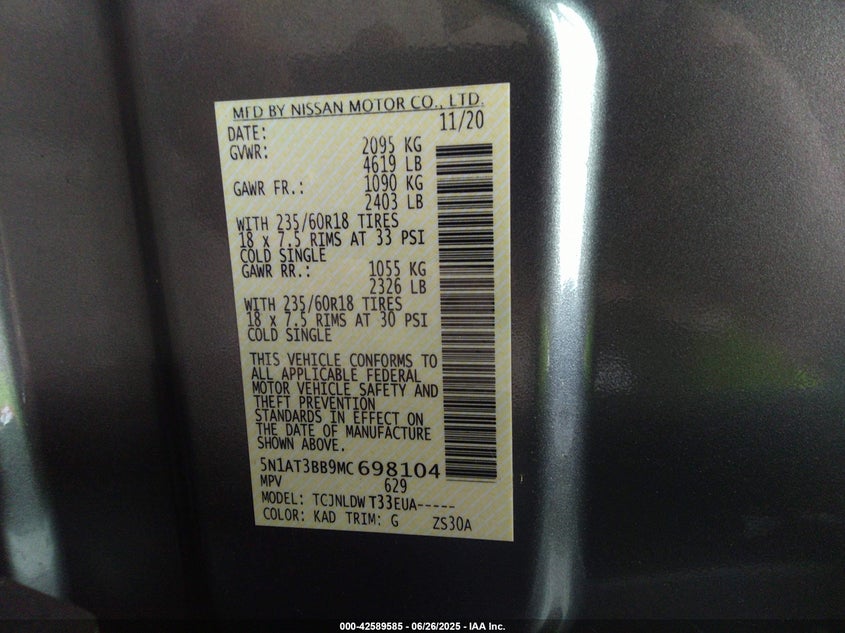 MFD BY NISSAN MOTOR CO., LTD.
DATE: 11/20
GVWR: 2095 KG
4619 LB
GAWR FR.: 1090 KG
2403 LB
WITH 235/60R18 TIRES
18 x 7.5 RIMS AT 33 PSI
COLD SINGLE
GAWR RR.: 1055 KG
2326 LB
WITH 235/60R18 TIRES
18 x 7.5 RIMS AT 30 PSI
COLD SINGLE
THIS VEHICLE CONFORMS TO
ALL APPLICABLE FEDERAL
MOTOR VEHICLE SAFETY AND
THEFT PREVENTION
STANDARDS IN EFFECT ON
THE DATE OF MANUFACTURE
SHOWN ABOVE.
5N1AT3BB9MC698104
MPV 629
MODEL: TCJNLDW T33EUA-----
COLOR: KAD TRIM: G ZS30A
000-42589585 - 06/26/2025 - IAA Inc.